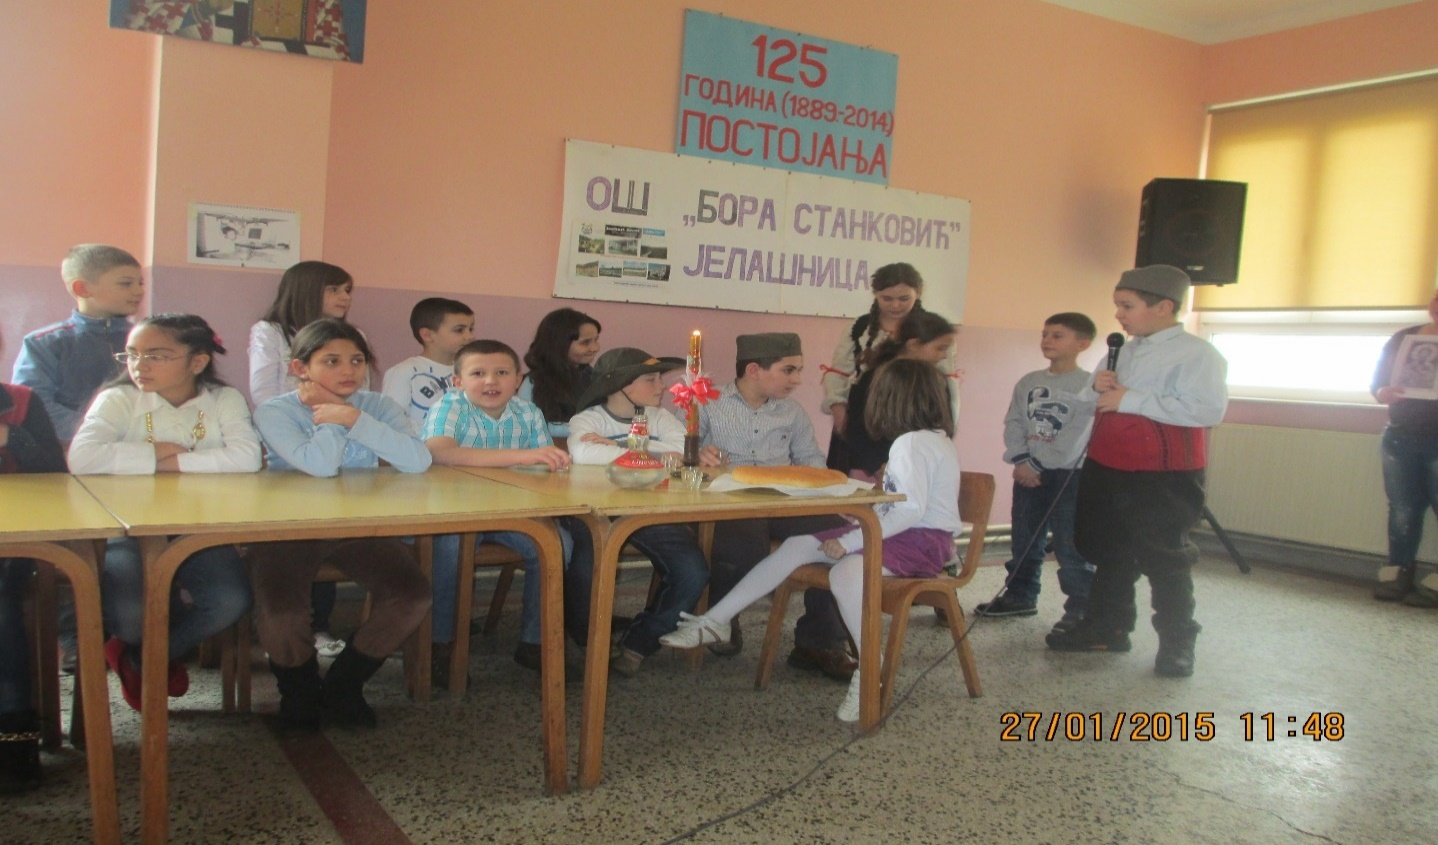 125
ГОДИНА (1889-2014)
ПОСТОЈАЊА
ОШ „БОРА СТАНКОВИЋ”
ЈЕЛАШНИЦА
27/01/2015 11:48